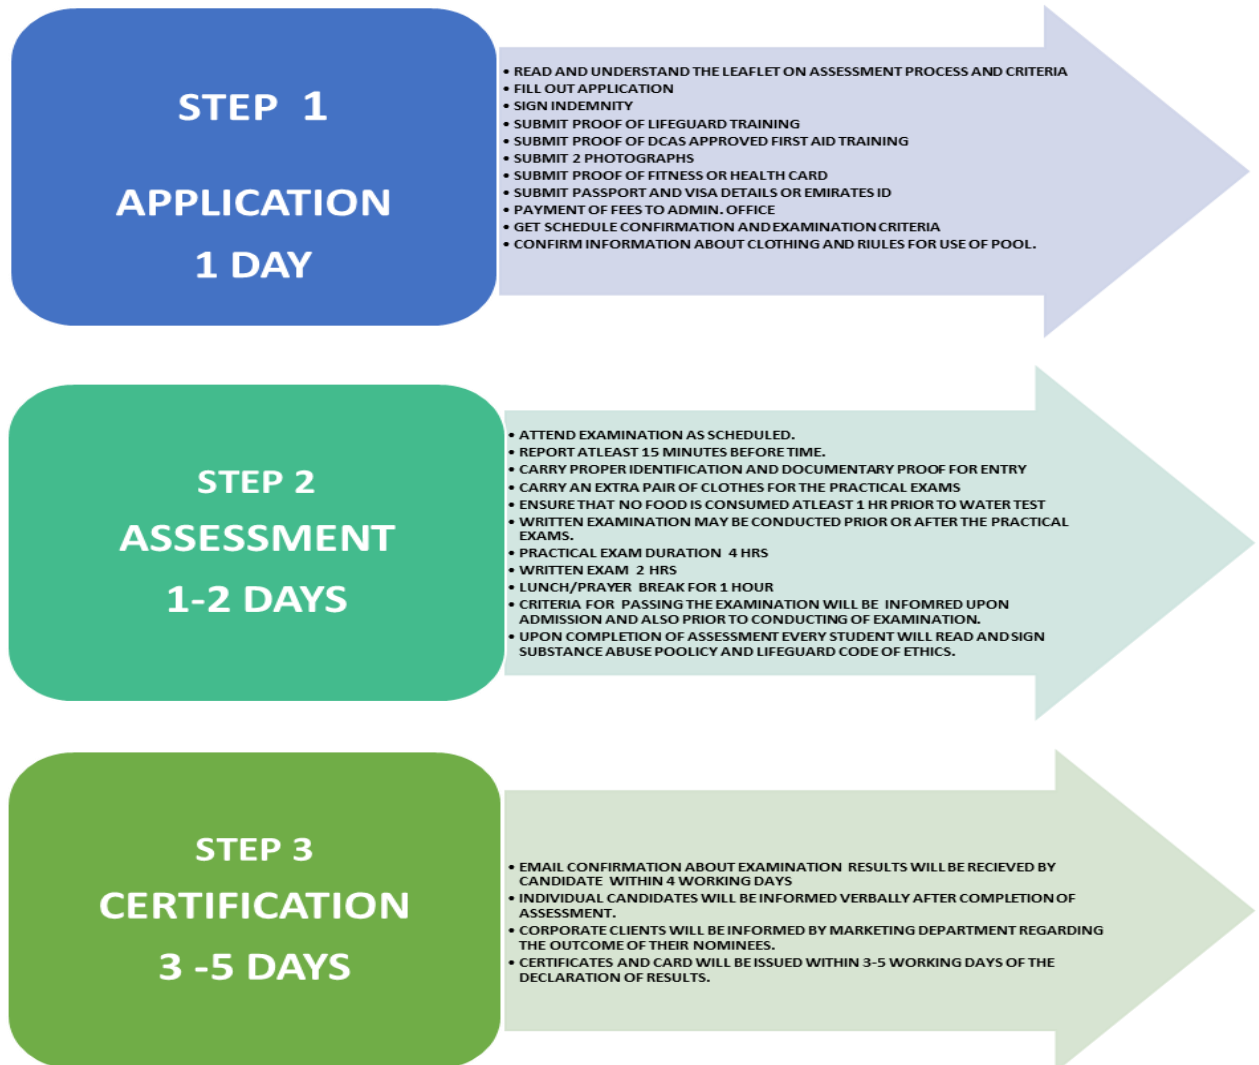 STEP 1
APPLICATION
1 DAY
• READ AND UNDERSTAND THE LEAFLET ON ASSESSMENT PROCESS AND CRITERIA
• FILL OUT APPLICATION
• SIGN INDEMNITY
• SUBMIT PROOF OF LIFEGUARD TRAINING
• SUBMIT PROOF OF DCAS APPROVED FIRST AID TRAINING
• SUBMIT 2 PHOTOGRAPHS
• SUBMIT PROOF OF FITNESS OR HEALTH CARD
• SUBMIT PASSPORT AND VISA DETAILS OR EMIRATES ID
• PAYMENT OF FEES TO ADMIN. OFFICE
• GET SCHEDULE CONFIRMATION AND EXAMINATION CRITERIA
• CONFIRM INFORMATION ABOUT CLOTHING AND RIULES FOR USE OF POOL.
STEP 2
ASSESSMENT
1-2 DAYS
• ATTEND EXAMINATION AS SCHEDULED.
• REPORT ATLEAST 15 MINUTES BEFORE TIME.
• CARRY PROPER IDENTIFICATION AND DOCUMENTARY PROOF FOR ENTRY
• CARRY AN EXTRA PAIR OF CLOTHES FOR THE PRACTICAL EXAMS
• ENSURE THAT NO FOOD IS CONSUMED ATLEAST 1 HR PRIOR TO WATER TEST
• WRITTEN EXAMINATION MAY BE CONDUCTED PRIOR OR AFTER THE PRACTICAL
EXAMS.
• PRACTICAL EXAM DURATION 4 HRS
• WRITTEN EXAM 2 HRS
• LUNCH/PRAYER BREAK FOR 1 HOUR
• CRITERIA FOR PASSING THE EXAMINATION WILL BE INFOMRED UPON
ADMISSION AND ALSO PRIOR TO CONDUCTING OF EXAMINATION.
• UPON COMPLETION OF ASSESSMENT EVERY STUDENT WILL READ AND SIGN
SUBSTANCE ABUSE POOLICY AND LIFEGUARD CODE OF ETHICS.
STEP 3
CERTIFICATION
3 -5 DAYS
• EMAIL CONFIRMATION ABOUT EXAMINATION RESULTS WILL BE RECIEVED BY
CANDIDATE WITHIN 4 WORKING DAYS
• INDIVIDUAL CANDIDATES WILL BE INFORMED VERBALLY AFTER COMPLETION OF
ASSESSMENT.
• CORPORATE CLIENTS WILL BE INFORMED BY MARKETING DEPARTMENT REGARDING
THE OUTCOME OF THEIR NOMINEES.
• CERTIFICATES AND CARD WILL BE ISSUED WITHIN 3-5 WORKING DAYS OF THE
DECLARATION OF RESULTS.